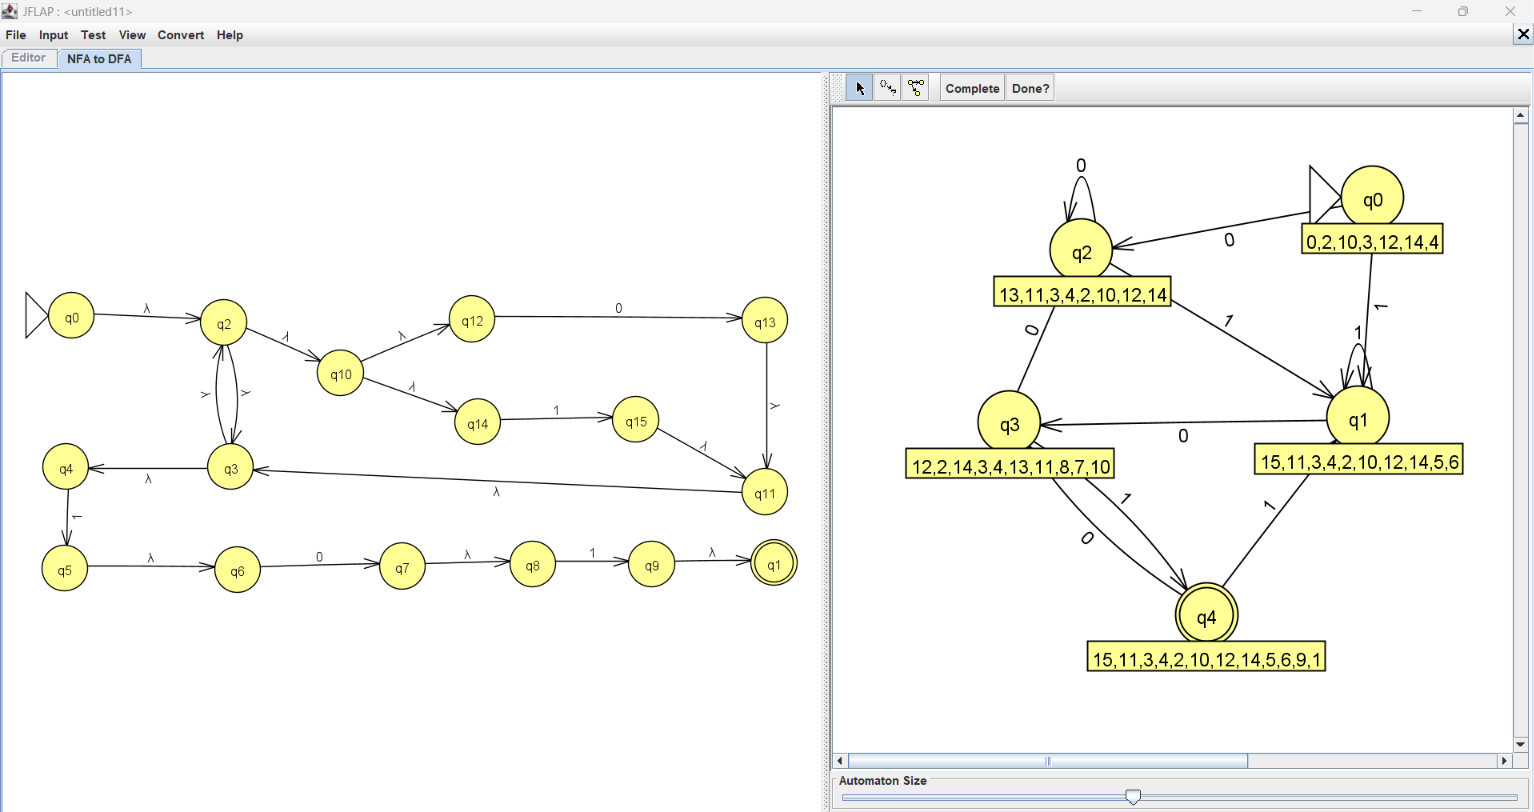 JFLAP : <untitled11>
File Input Test View Convert Help
Editor NFA to DFA
Complete Done?
0
q0
0,2,10,3,12,14,4
0
q2
13,11,3,4,2,10,12,14
1
1
0
1
q1
15,11,3,4,2,10,12,14,5,6
0
q3
12,2,14,3,4,13,11,8,7,10
1
0
1
q4
15,11,3,4,2,10,12,14,5,6,9,1
q0
λ
q2
λ
q10
λ
q12
0
q13
λ
q14
1
q15
λ
λ
q11
λ
λ
q3
λ
q4
λ
1
q5
λ
q6
0
q7
λ
q8
1
q9
λ
q1
Automaton Size